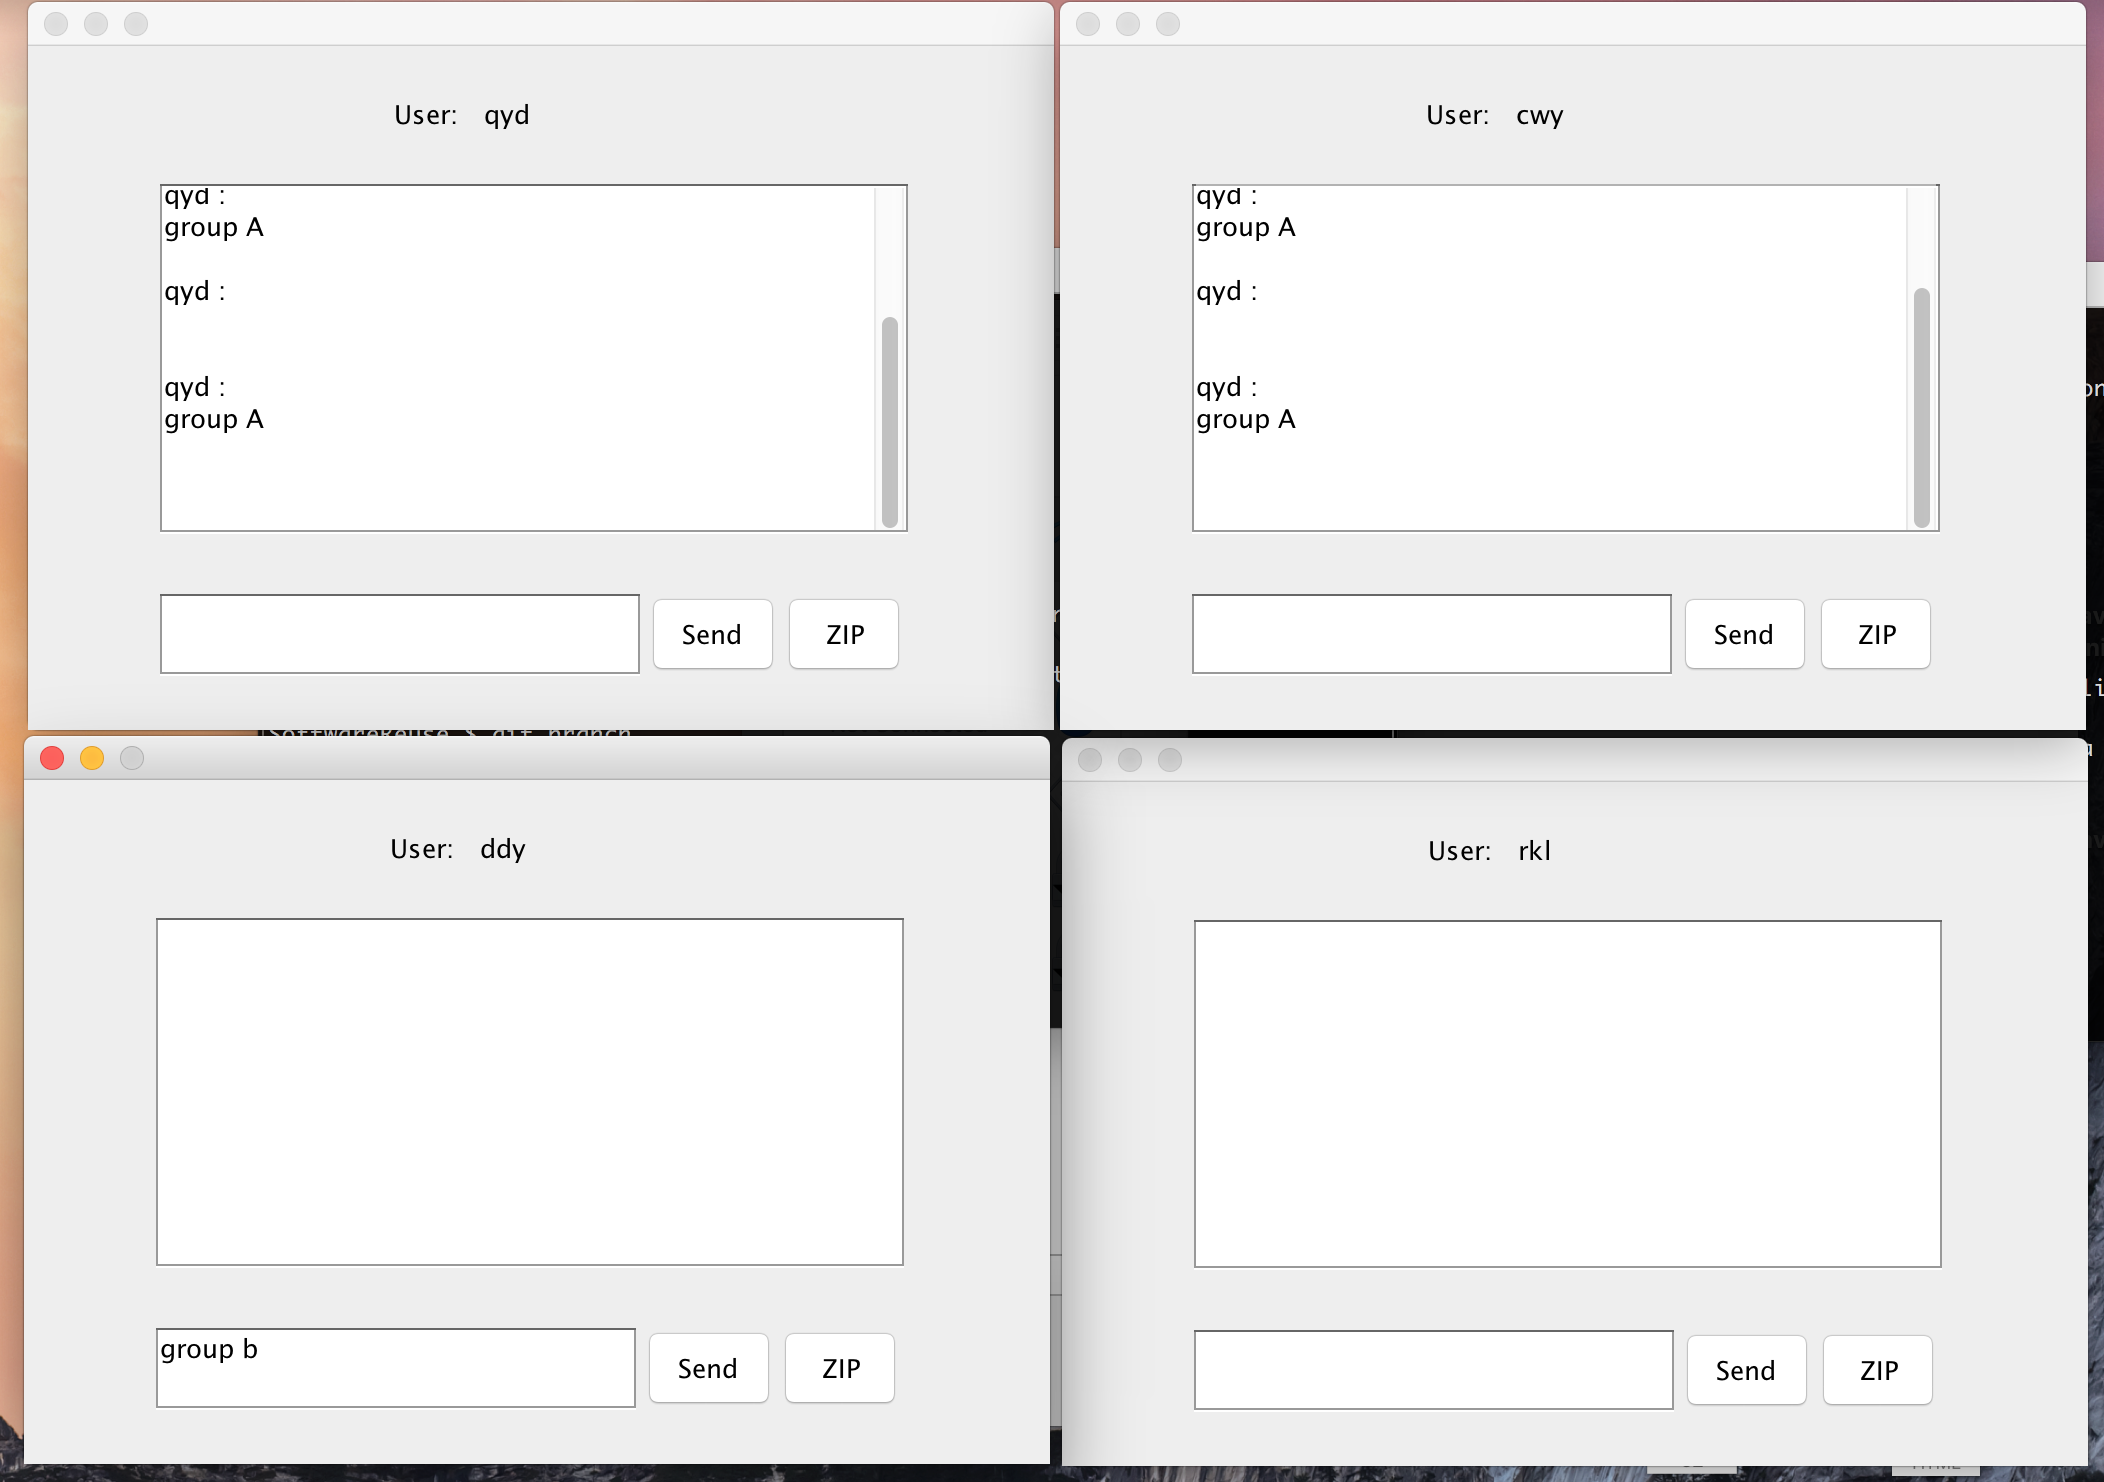 User: qyd
qyd :
group A
qyd :
qyd :
group A
Send
ZIP
User: cwy
qyd :
group A
qyd :
qyd :
group A
Send
ZIP
SoftwareReuse $ git branch
User: ddy
group b
Send
ZIP
User: rkl
Send
ZIP
HTML